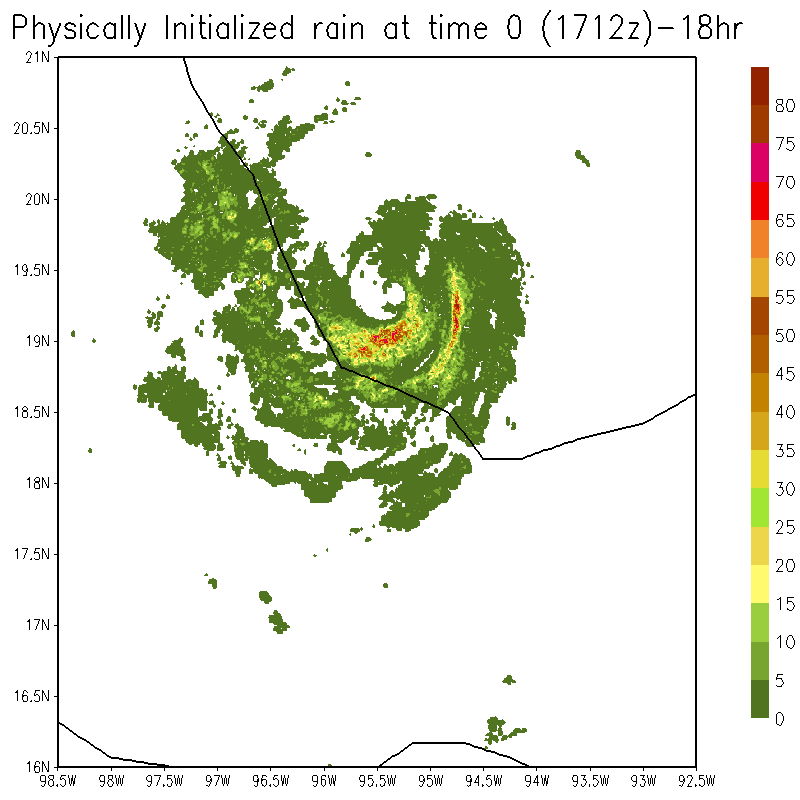 Physically Initialized rain at time 0 (1712z)-18hr
21N
20.5N
20N
19.5N
19N
18.5N
18N
17.5N
17N
16.5N
16N
98.5W 98W 97.5W 97W 96.5W 96W 95.5W 95W 94.5W 94W 93.5W 93W 92.5W
80
75
70
65
60
55
50
45
40
35
30
25
20
15
10
5
0